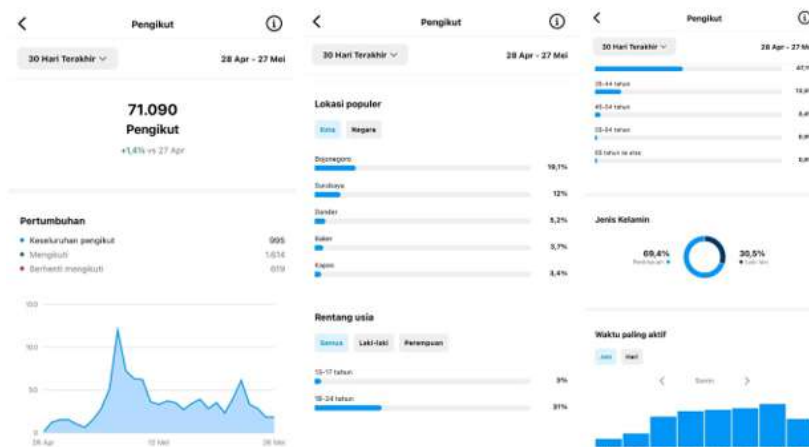 Pengikut
30 Hari Terakhir
28 Apr - 27 Mei
71.090
Pengikut
+1,4% vs 27 Apr
Pertumbuhan
Keseluruhan pengikut 995
Mengikuti 1.614
Berhenti mengikuti 619
150
100
50
0
28 Apr 12 Mei 26 Mei
Pengikut
30 Hari Terakhir
28 Apr - 27 Mei
Lokasi populer
Kota Negara
Bojonegoro
19,1%
Surabaya
12%
Dander
5,2%
3,7%
Kapas
3,4%
Rentang usia
Semua Laki-laki Perempuan
13-17 tahun
3%
18-24 tahun
31%
Pengikut
30 Hari Terakhir
28 Apr - 27 Me
35-44 tahun
45-54 tahun
55-64 tahun
65 tahun ke atas
Jenis Kelamin
69,4%
Perempuan
30,5%
Laki-laki
Waktu paling aktif
Jam Hari
Senin